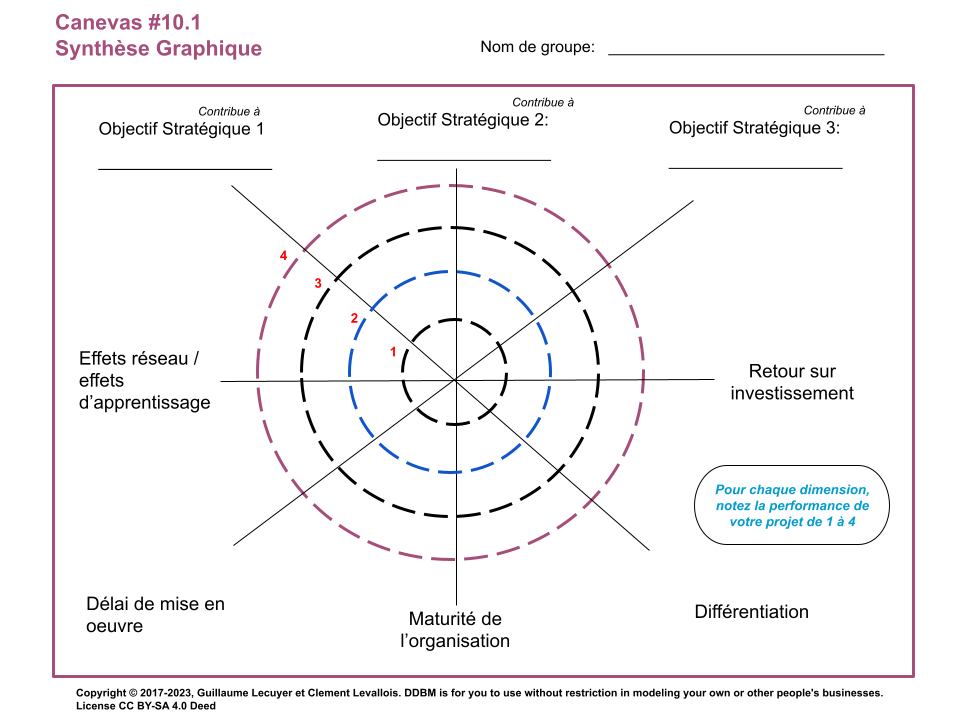 Canevas #10.1
Synthèse Graphique
Nom de groupe:
Contribue à
Objectif Stratégique 1
Contribue à
Objectif Stratégique 2:
Contribue à
Objectif Stratégique 3:
4
3
2
1
Effets réseau /
effets
d’apprentissage
Retour sur
investissement
Pour chaque dimension,
notez la performance de
votre projet de 1 à 4
Délai de mise en
oeuvre
Maturité de
l’organisation
Différentiation
Copyright © 2017-2023, Guillaume Lecuyer et Clement Levallois. DDBM is for you to use without restriction in modeling your own or other people's businesses.
License CC BY-SA 4.0 Deed